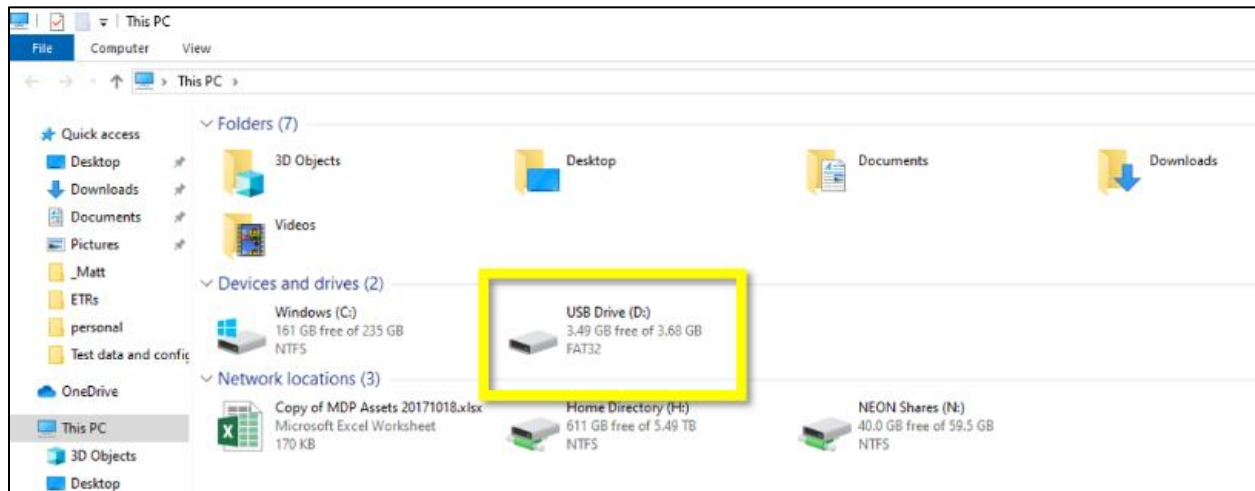 This PC
File Computer View
This PC
Quick access
Desktop
Downloads
Documents
Pictures
_Matt
ETRs
personal
Test data and config
OneDrive
This PC
3D Objects
Desktop
Folders (7)
3D Objects
Desktop
Documents
Downloads
Videos
Devices and drives (2)
Windows (C:)
161 GB free of 235 GB
NTFS
USB Drive (D:)
3.49 GB free of 3.68 GB
FAT32
Network locations (3)
Copy of MDP Assets 20171018.xlsx
Microsoft Excel Worksheet
170 KB
Home Directory (H:)
611 GB free of 5.49 TB
NTFS
NEON Shares (N:)
40.0 GB free of 59.5 GB
NTFS